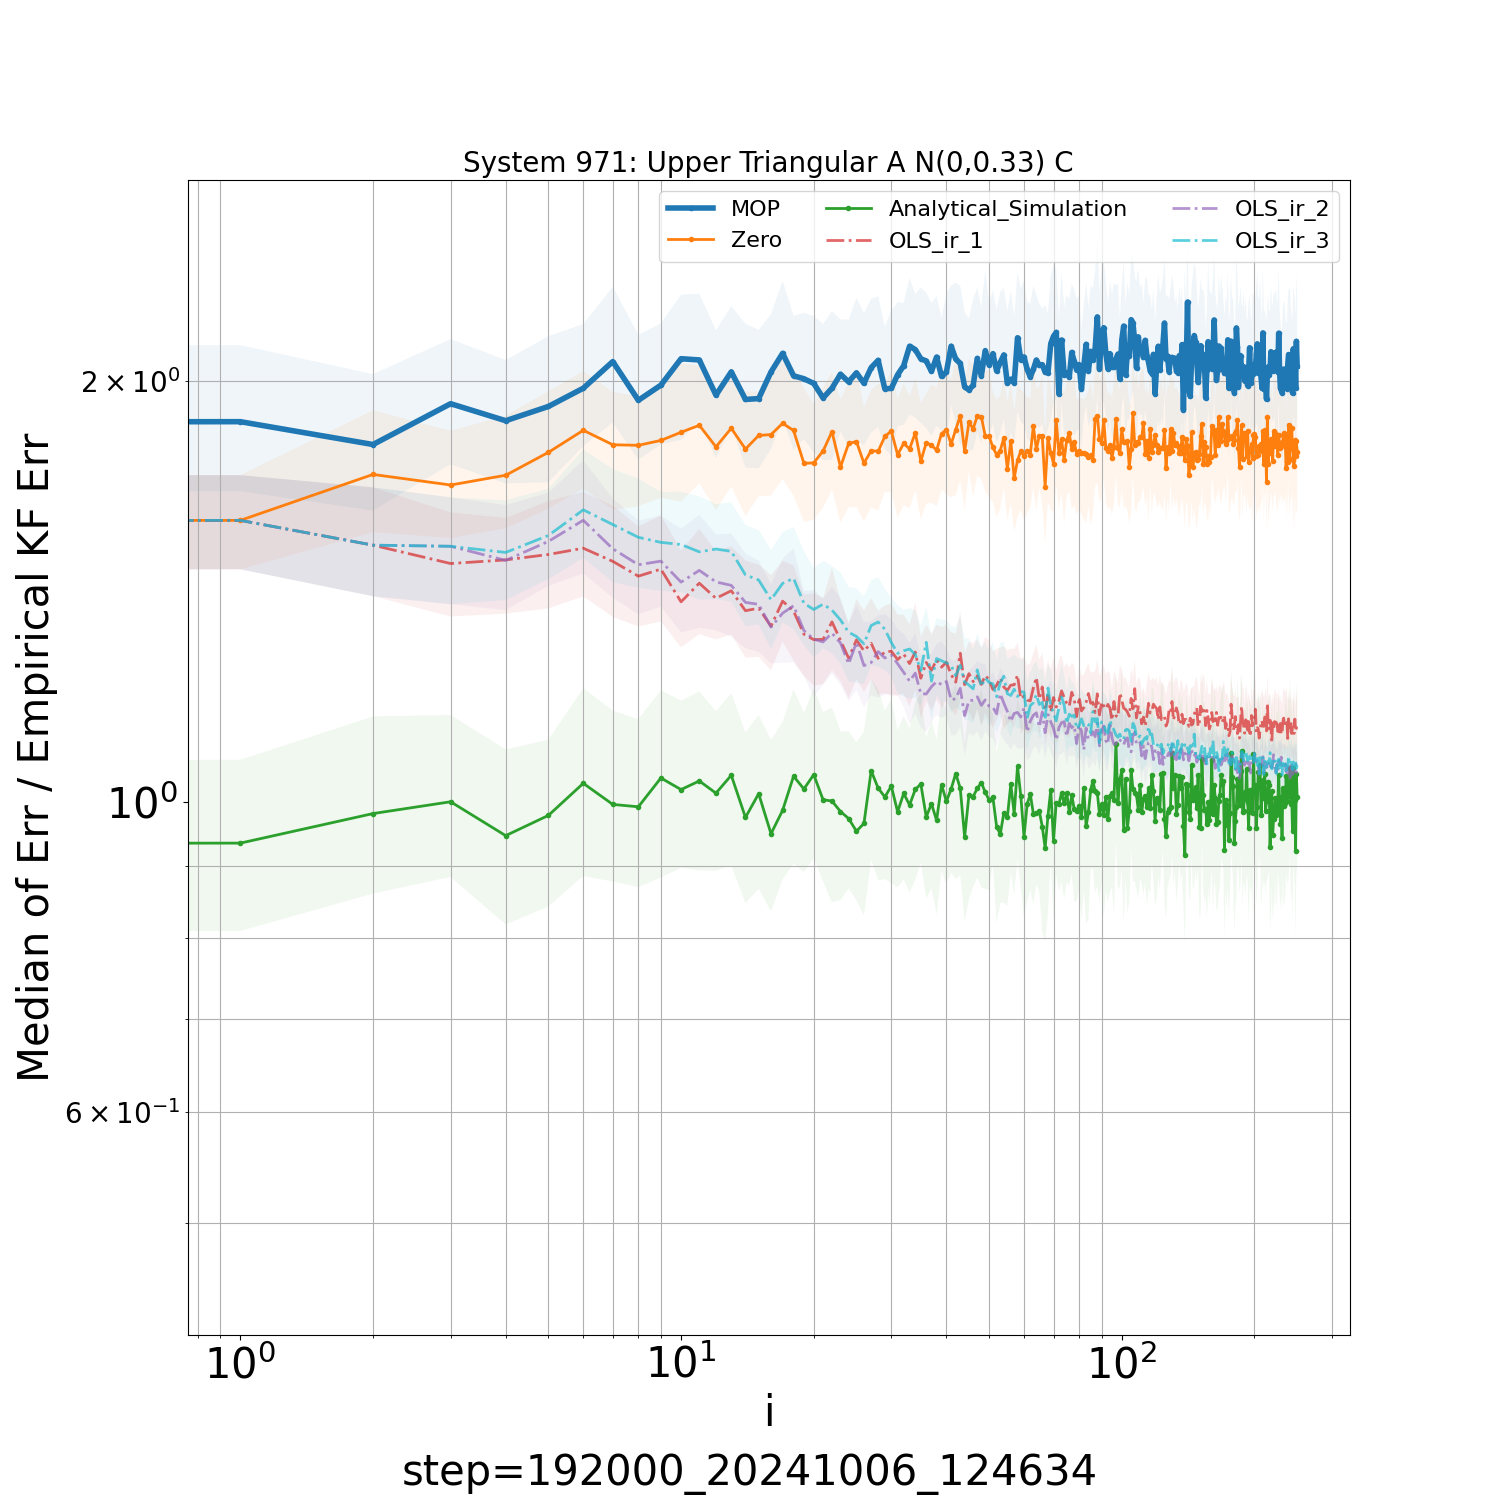 System 971: Upper Triangular A N(0,0.33) C
MOP
Zero
Analytical_Simulation
OLS_ir_1
OLS_ir_2
OLS_ir_3
Median of Err / Empirical KF Err
2 × 10⁰
10⁰
6 × 10⁻¹
10⁰ 10¹ 10²
i
step=192000_20241006_124634